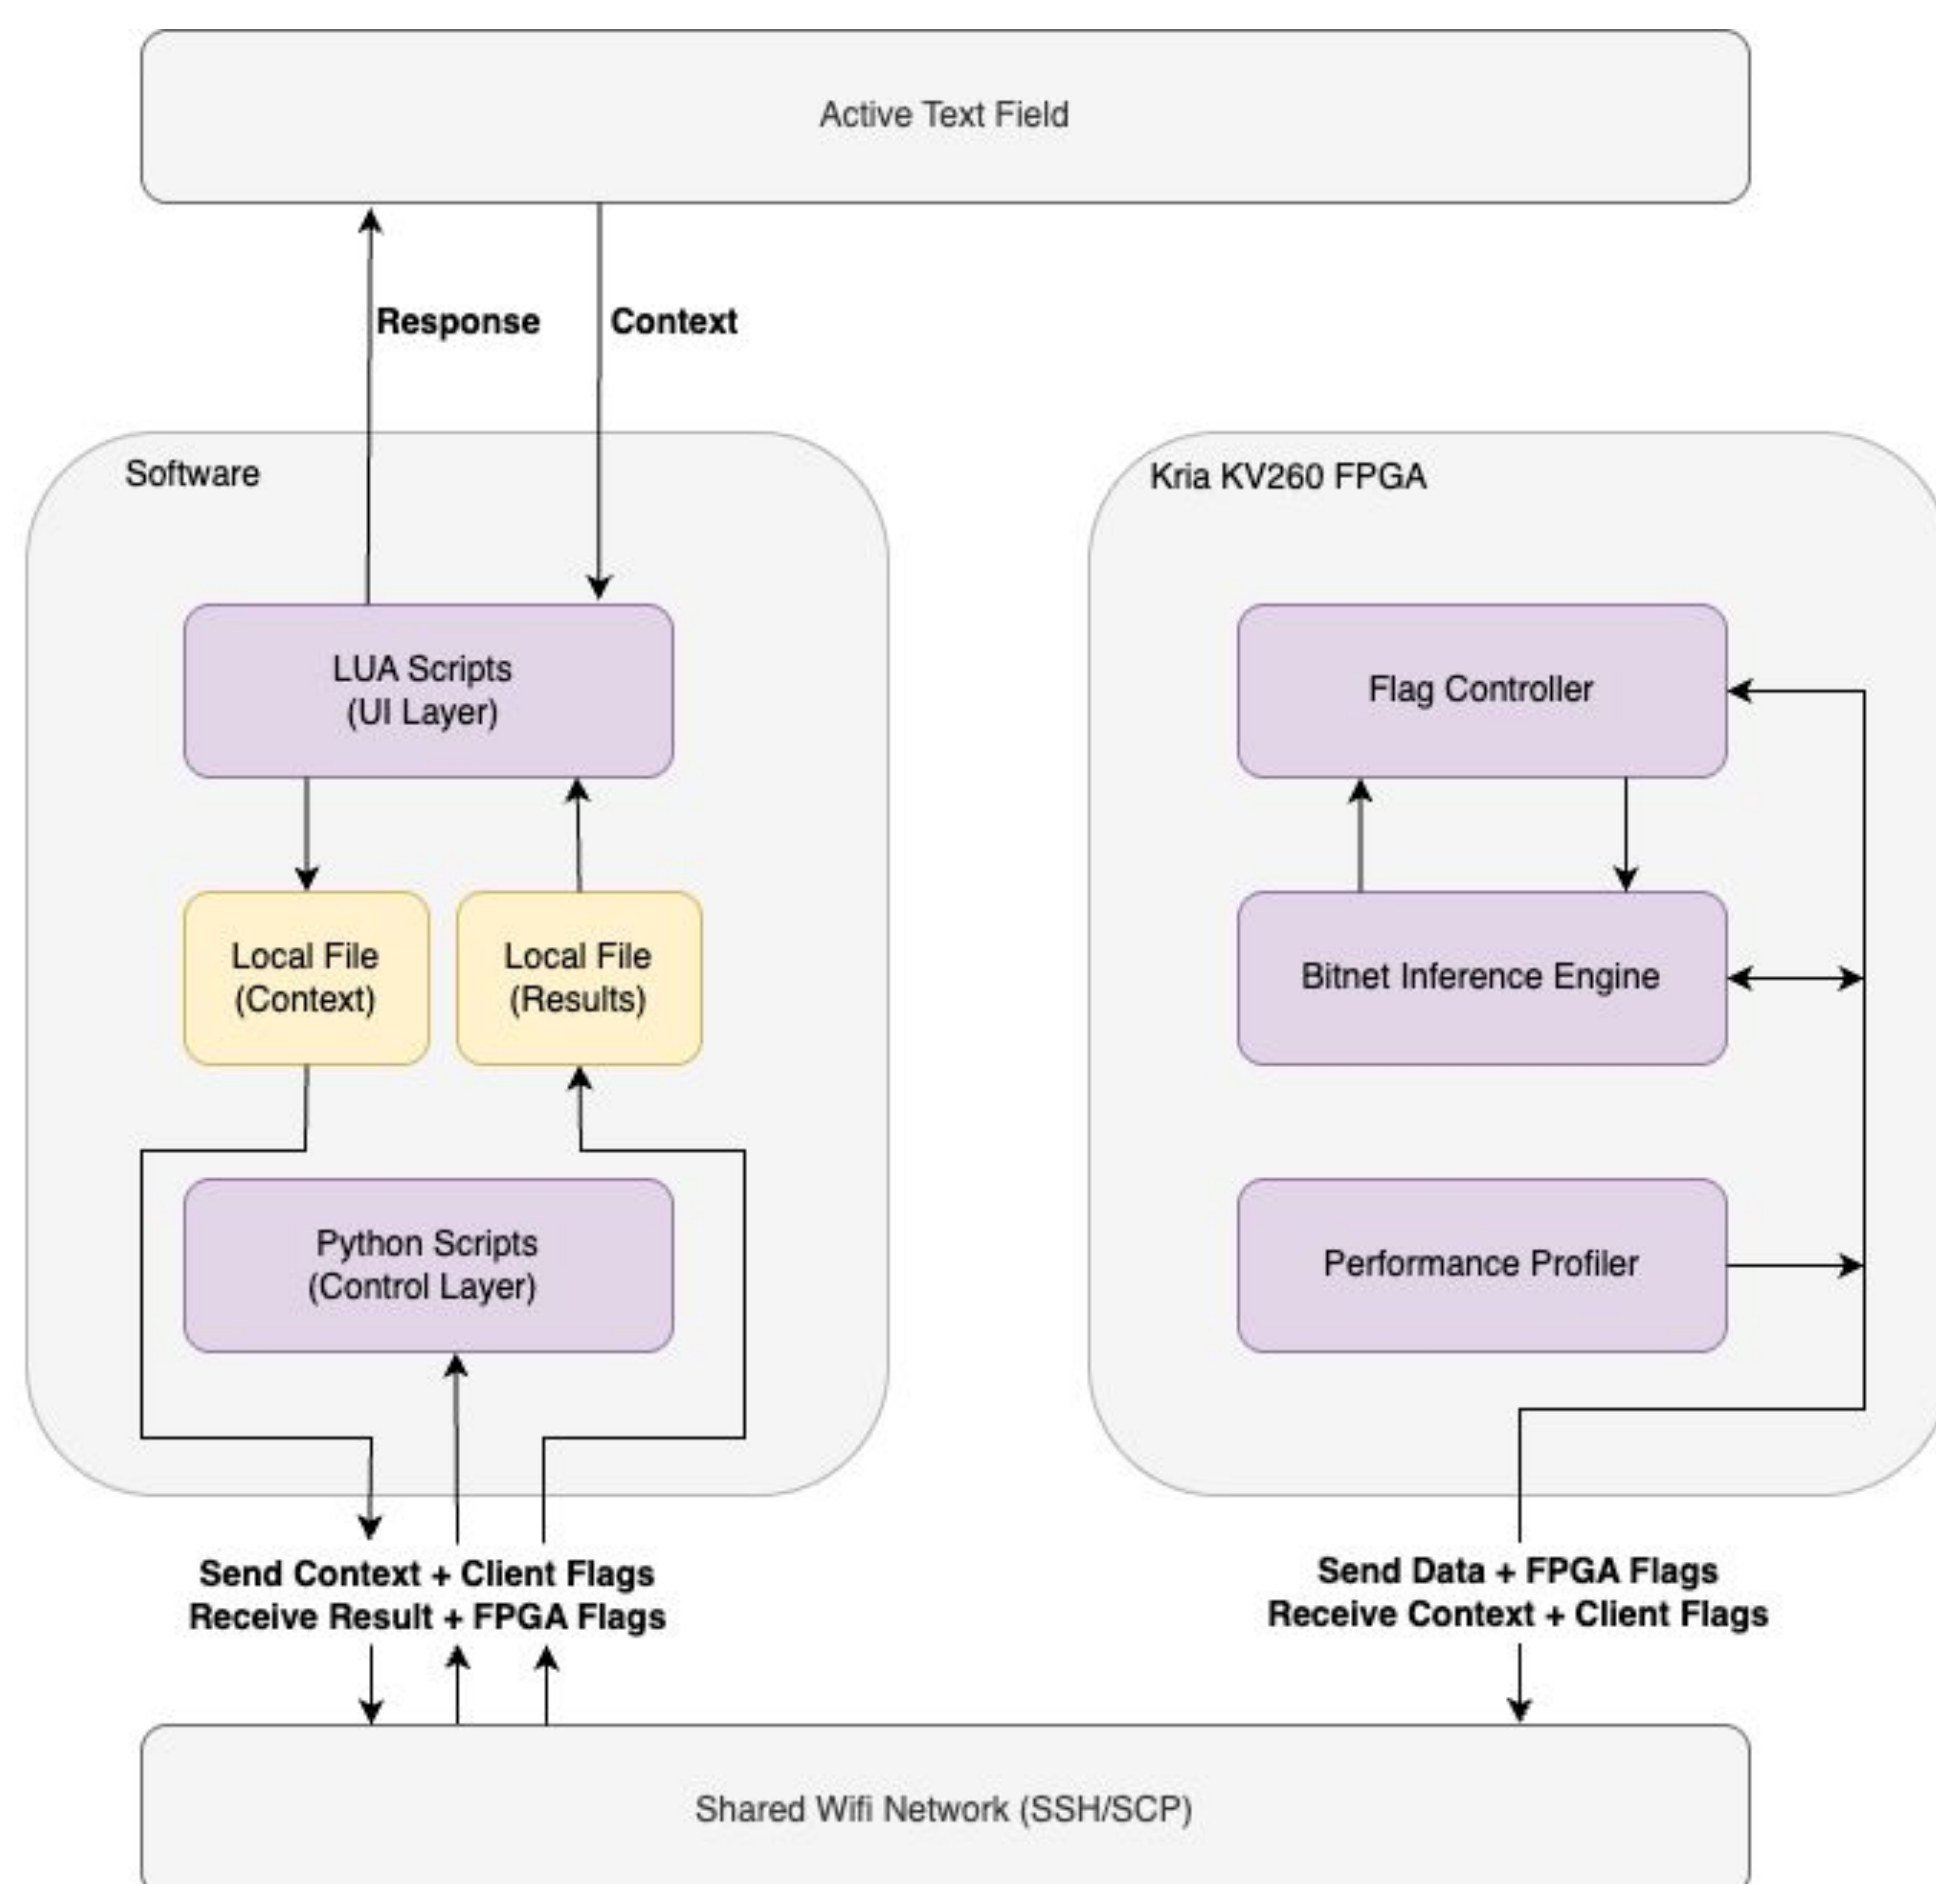 Active Text Field
Response
Context
Software
LUA Scripts
(UI Layer)
Local File
(Context)
Local File
(Results)
Python Scripts
(Control Layer)
Send Context + Client Flags
Receive Result + FPGA Flags
Kria KV260 FPGA
Flag Controller
Bitnet Inference Engine
Performance Profiler
Send Data + FPGA Flags
Receive Context + Client Flags
Shared Wifi Network (SSH/SCP)